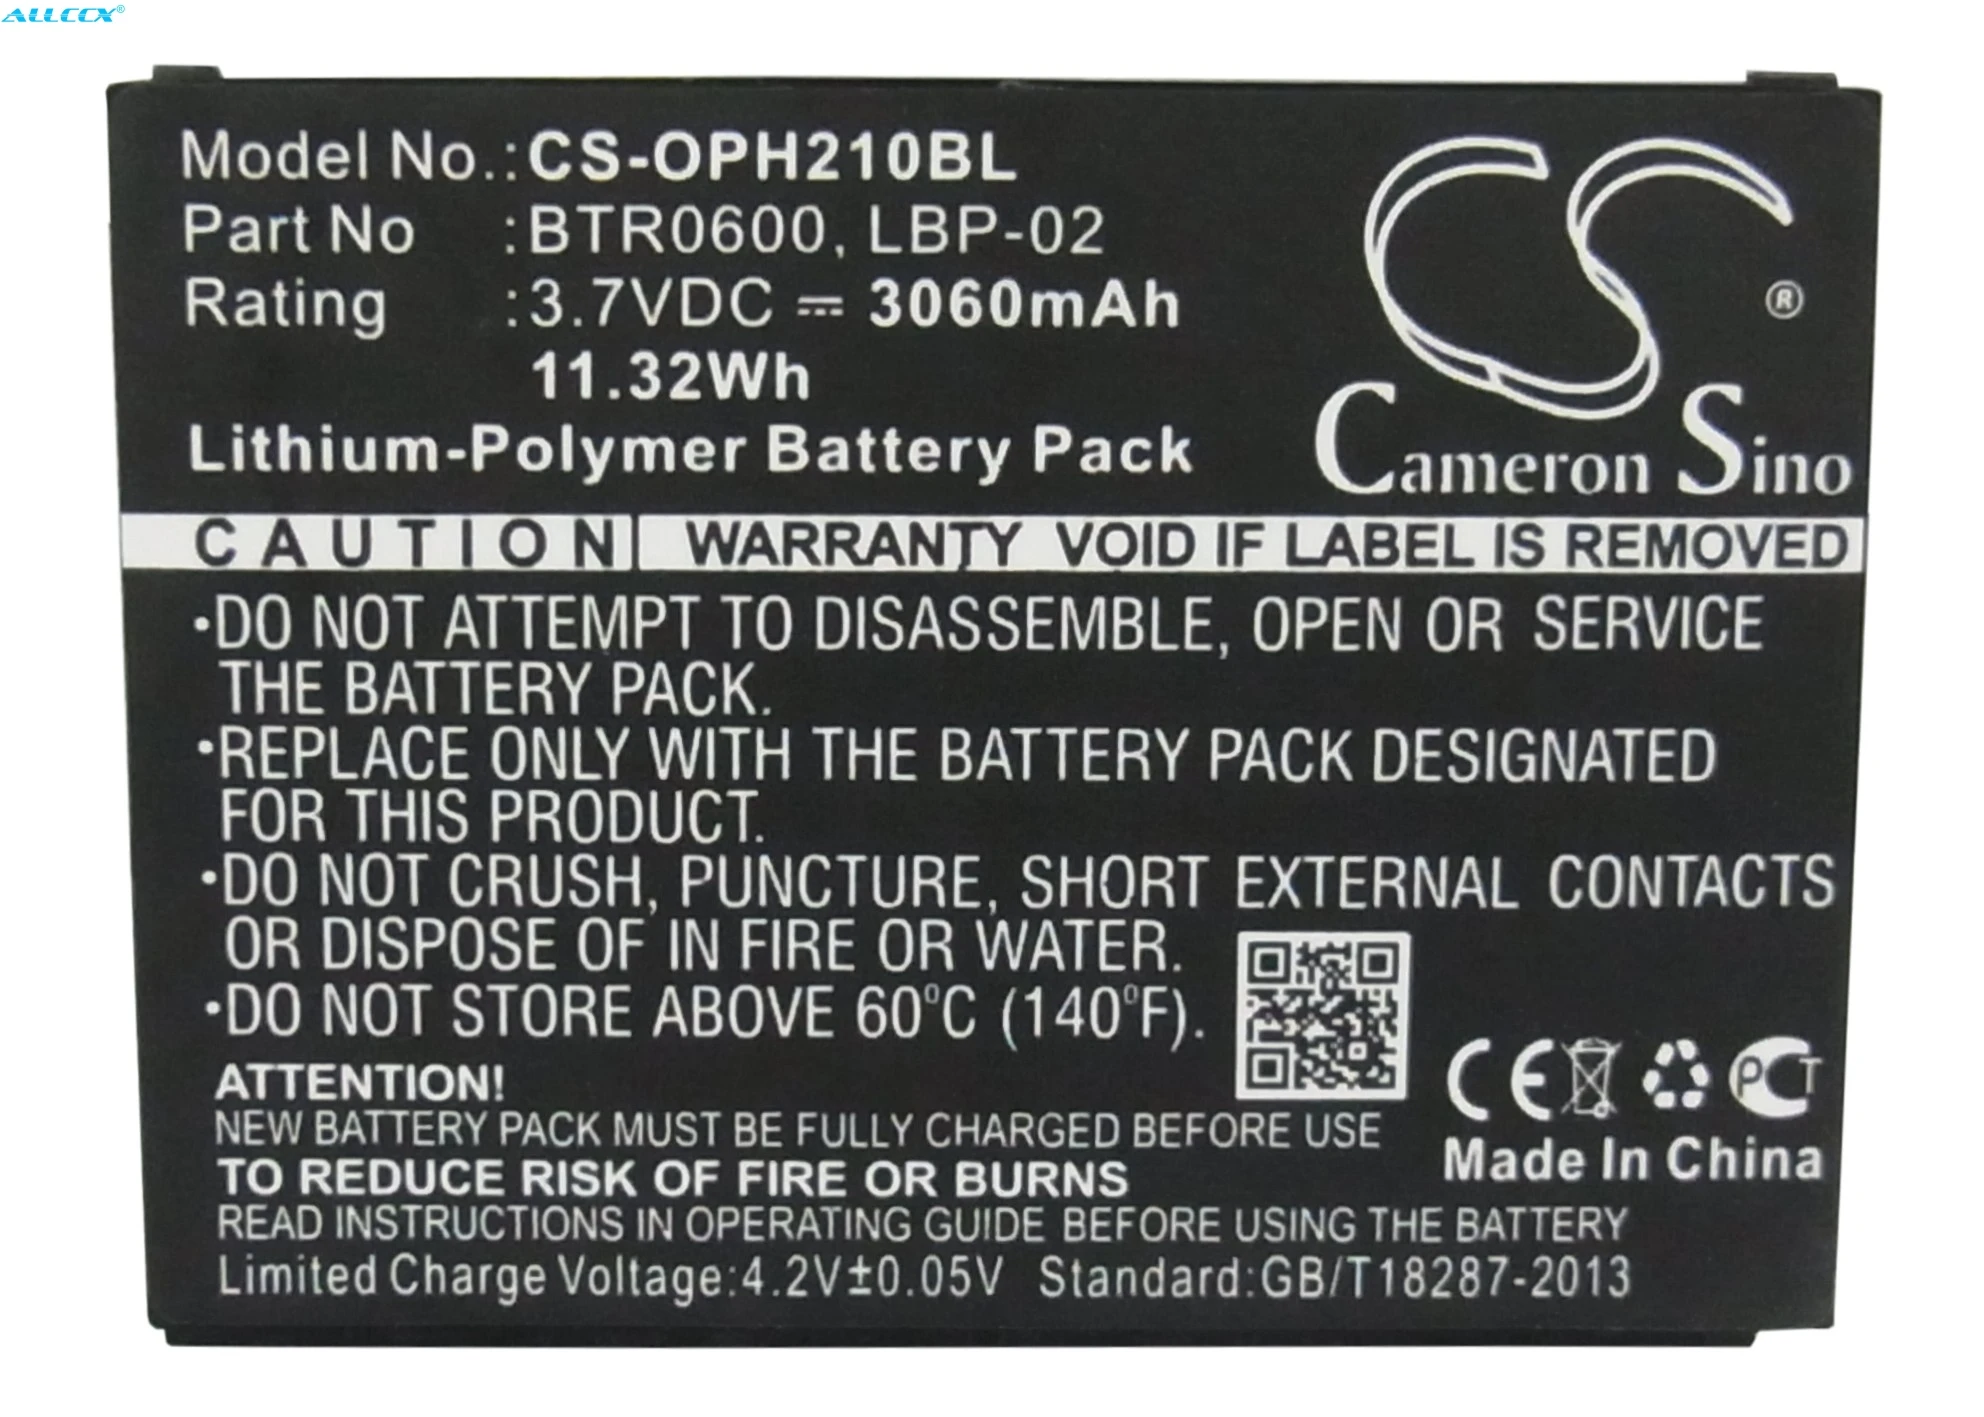 ALLCCX®
Model No.: CS-OPH210BL
Part No : BTR0600, LBP-02
Rating : 3.7VDC ⎓ 3060mAh
11.32Wh
Lithium-Polymer Battery Pack
CS ®
Cameron Sino
CAUTION WARRANTY VOID IF LABEL IS REMOVED
•DO NOT ATTEMPT TO DISASSEMBLE, OPEN OR SERVICE
THE BATTERY PACK.
•REPLACE ONLY WITH THE BATTERY PACK DESIGNATED
FOR THIS PRODUCT.
•DO NOT CRUSH, PUNCTURE, SHORT EXTERNAL CONTACTS
OR DISPOSE OF IN FIRE OR WATER.
•DO NOT STORE ABOVE 60°C (140°F).
CE PCT
Made In China
ATTENTION!
NEW BATTERY PACK MUST BE FULLY CHARGED BEFORE USE
TO REDUCE RISK OF FIRE OR BURNS
READ INSTRUCTIONS IN OPERATING GUIDE BEFORE USING THE BATTERY
Limited Charge Voltage:4.2V±0.05V Standard:GB/T18287-2013